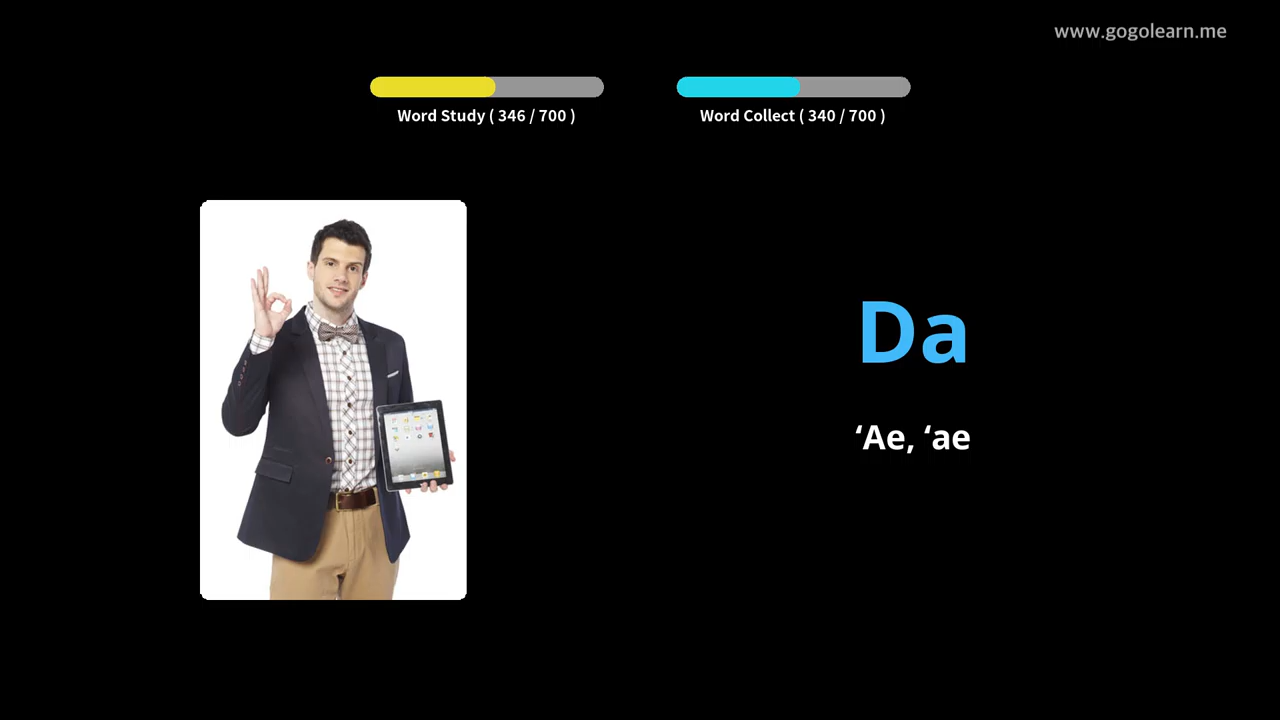 www.gogolearn.me
Word Study ( 346 / 700 )
Word Collect ( 340 / 700 )
Da
‘Ae, ‘ae